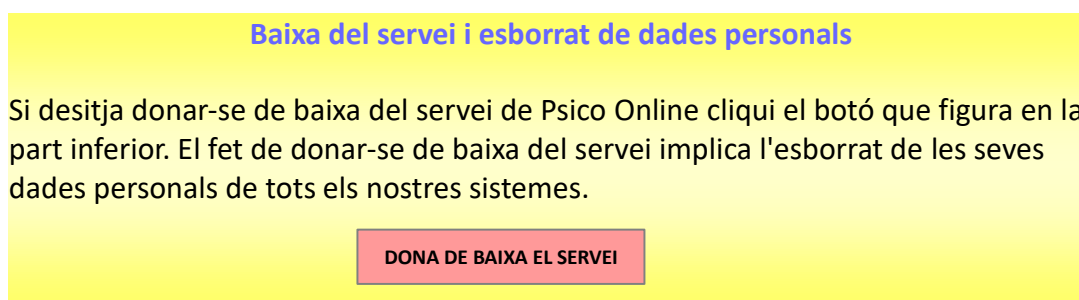 Baixa del servei i esborrat de dades personals
Si desitja donar-se de baixa del servei de Psico Online cliqui el botó que figura en la
part inferior. El fet de donar-se de baixa del servei implica l'esborrat de les seves
dades personals de tots els nostres sistemes.
DONA DE BAIXA EL SERVEI